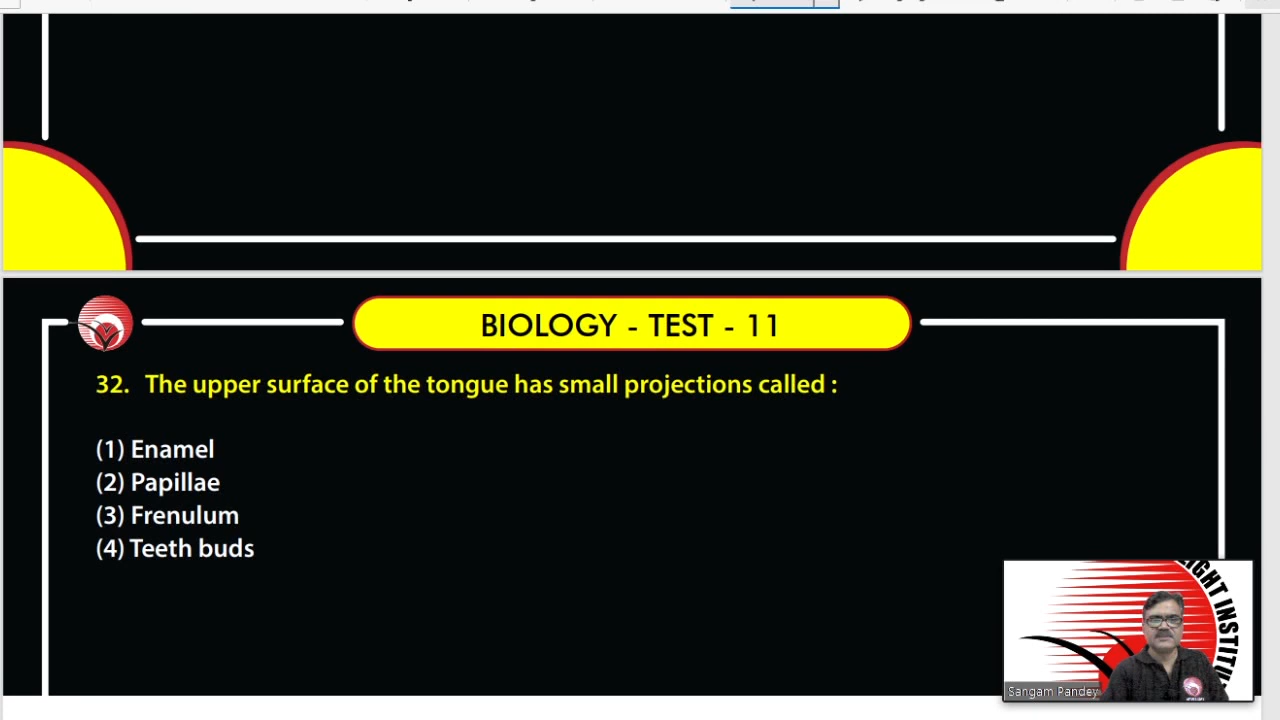 BIOLOGY - TEST - 11
32. The upper surface of the tongue has small projections called :
(1) Enamel
(2) Papillae
(3) Frenulum
(4) Teeth buds
Sangam Pandey